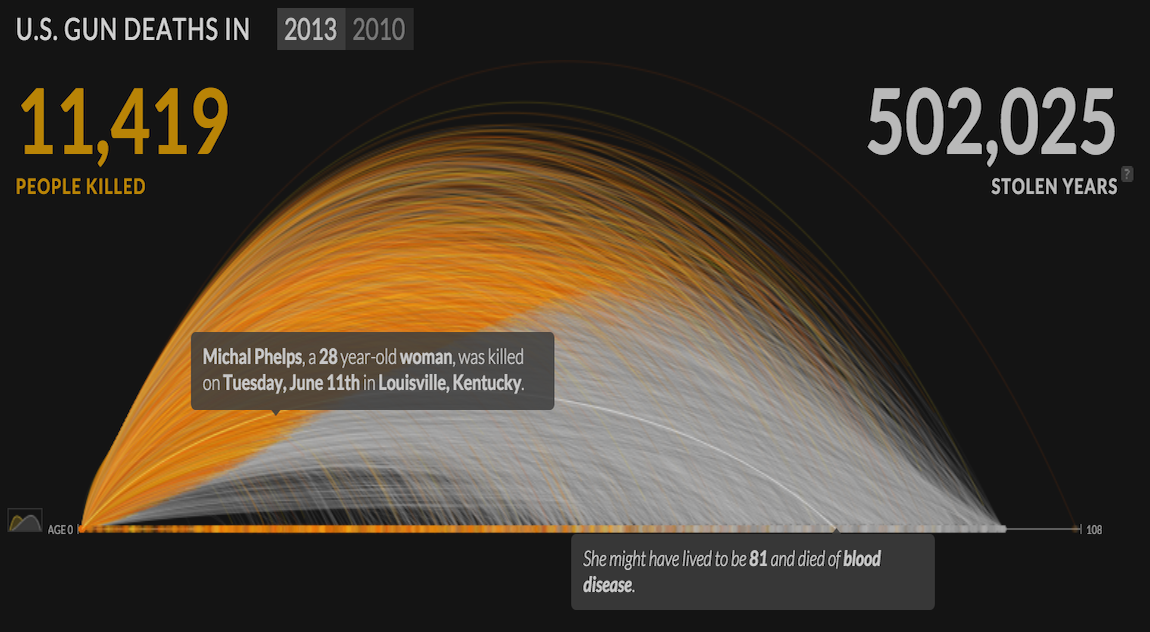 U.S. GUN DEATHS IN 2013 2010
11,419
PEOPLE KILLED
502,025
STOLEN YEARS ?
Michal Phelps, a 28 year-old woman, was killed
on Tuesday, June 11th in Louisville, Kentucky.
AGE 0
108
She might have lived to be 81 and died of blood
disease.